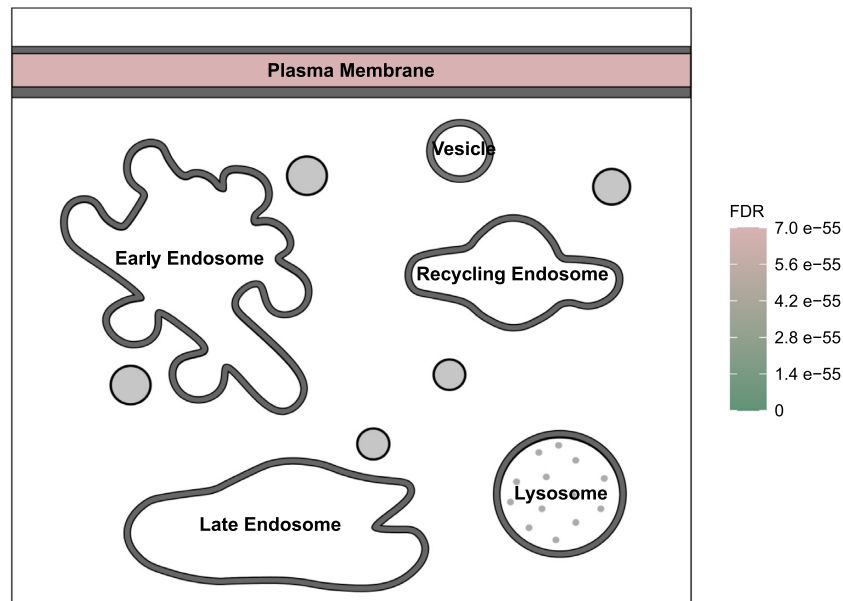 Plasma Membrane
Vesicle
Early Endosome
Recycling Endosome
Late Endosome
Lysosome
FDR
7.0 e−55
5.6 e−55
4.2 e−55
2.8 e−55
1.4 e−55
0